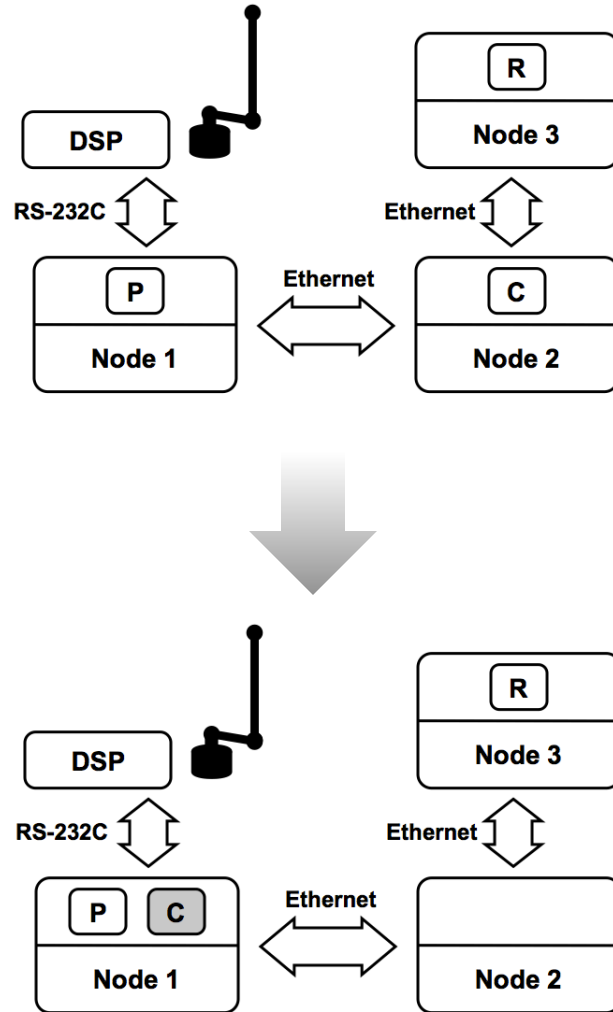 R
DSP
Node 3
RS-232C
Ethernet
Ethernet
P
C
Node 1
Node 2
R
DSP
Node 3
RS-232C
Ethernet
Ethernet
P C
Node 1
Node 2